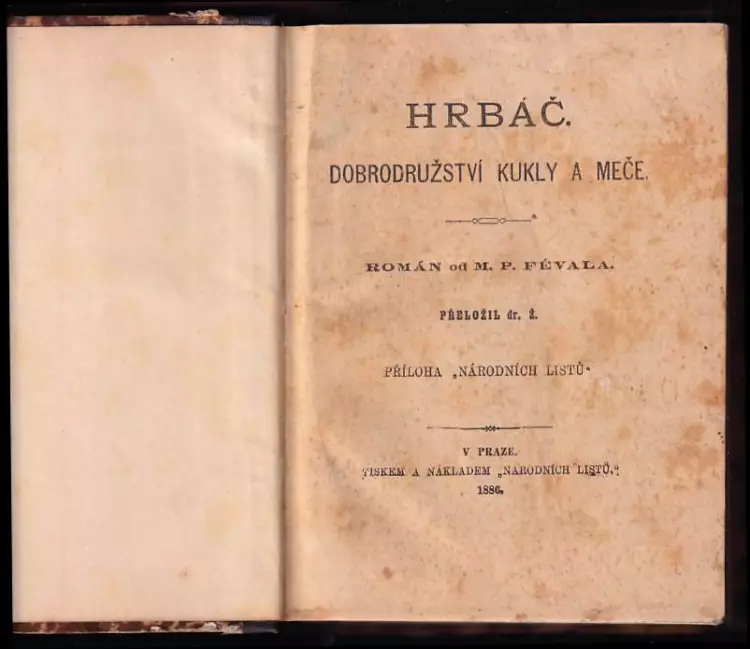 HRBÁČ.
DOBRODRUŽSTVÍ KUKLY A MEČE.
ROMÁN od M. P. FÉVALA.
PŘELOŽIL dr. Ž.
PŘÍLOHA „NÁRODNÍCH LISTŮ“
V PRAZE.
TISKEM A NÁKLADEM „NÁRODNÍCH LISTŮ.“
1886.